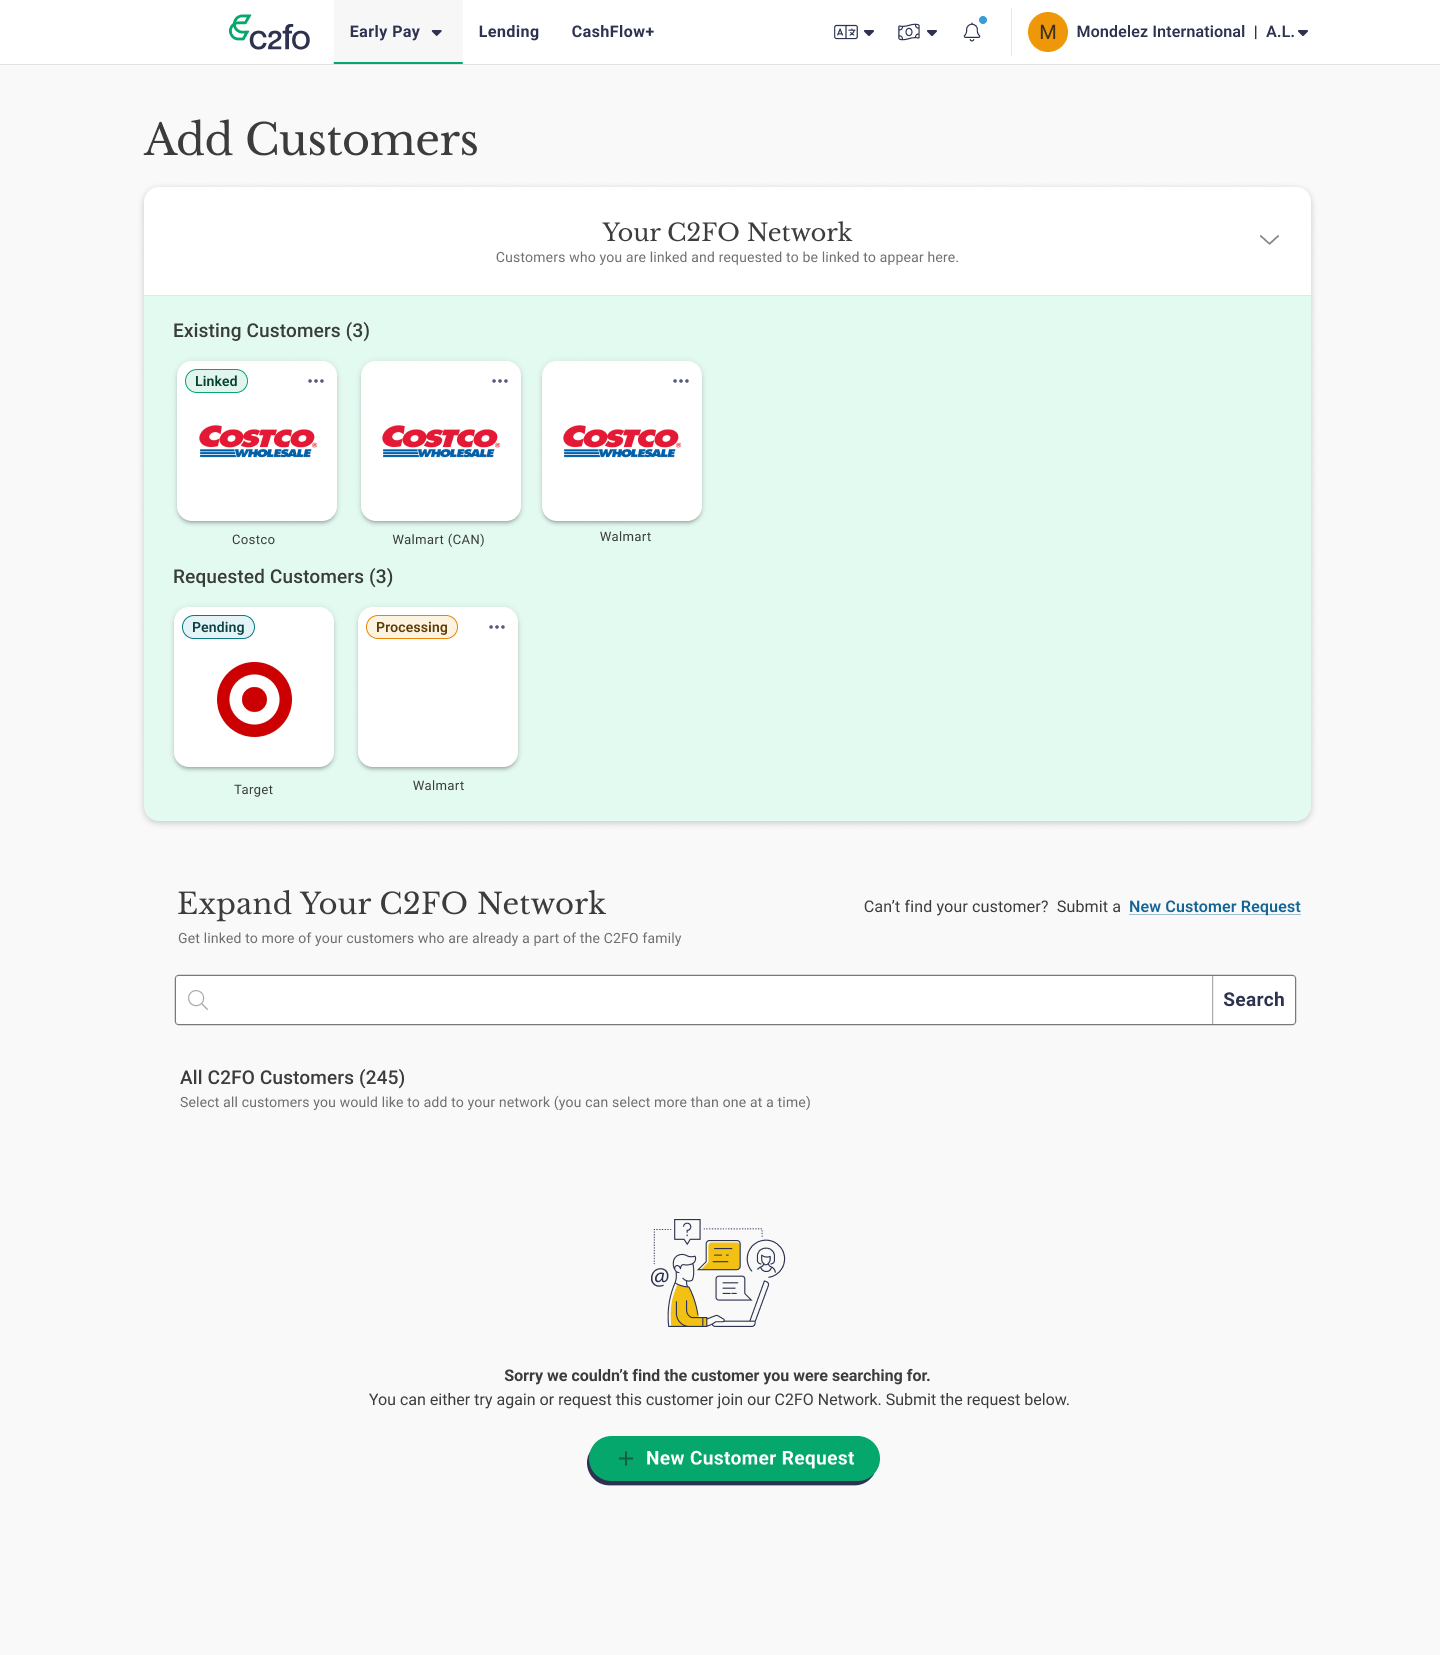 c2fo
Early Pay
Lending
CashFlow+
M
Mondelez International | A.L.
Add Customers
Your C2FO Network
Customers who you are linked and requested to be linked to appear here.
Existing Customers (3)
Linked
COSTCO
WHOLESALE
COSTCO
WHOLESALE
COSTCO
WHOLESALE
Costco
Walmart (CAN)
Walmart
Requested Customers (3)
Pending
Processing
Target
Walmart
Expand Your C2FO Network
Can’t find your customer? Submit a New Customer Request
Get linked to more of your customers who are already a part of the C2FO family
Search
All C2FO Customers (245)
Select all customers you would like to add to your network (you can select more than one at a time)
?
@
Sorry we couldn’t find the customer you were searching for.
You can either try again or request this customer join our C2FO Network. Submit the request below.
+ New Customer Request